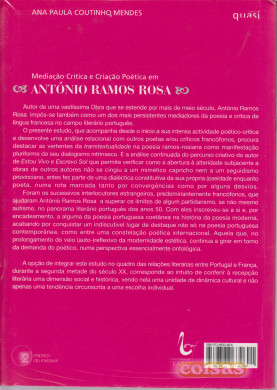 ANA PAULA COUTINHO MENDES
quasi
Mediação Crítica e Criação Poética em
ANTÓNIO RAMOS ROSA
Autor de uma vastíssima Obra que se estende por mais de meio século, António Ramos
Rosa impôs-se também como um dos mais persistentes mediadores da poesia e crítica de
língua francesa no campo literário português.
O presente estudo, que acompanha desde o início a sua intensa actividade poético-crítica
e desenvolve uma análise relacional com outros poetas e/ou críticos francófonos, procura
destacar as vertentes da transtextualidade na poesia ramos-rosiana como manifestação
pluriforme do seu dialogismo intrínseco. E a análise continuada do percurso criativo do autor
de Estou Vivo e Escrevo Sol que permite verificar como a abertura à alteridade subjacente a
obras de outros autores não se cingiu a um mimetico capricho nem a um seguidismo
provinciano, antes fez parte de uma dialéctica constitutiva da sua própria poesia enquanto
poeta, numa rota marcada tanto por convergências como por alguns desvios.
Foram os sucessivos interlocutores estrangeiros, predominantemente francófonos, que
ajudaram António Ramos Rosa a superar os limites de algum partidarismo, se não mesmo
autismo, no panorama literário português dos anos 50. Com eles inscreveu-se a si e, por
encadeamento, a alguma da poesia portuguesa coetânea na história da poesia moderna,
acabando por conquistar um indiscutível lugar de destaque não só na poesia portuguesa
contemporânea, como entre uma constelação poética internacional. Aquela que, no
prolongamento do veio (auto-)reflexivo da modernidade estética, continua a girar em torno
da demanda do poético, numa perspectiva essencialmente ontológica.
A opção de integrar este estudo no quadro das relações literárias entre Portugal e França,
durante a segunda metade do século XX, corresponde ao intuito de conferir à recepção
literária uma dimensão social e histórica, vendo nela uma unidade de dinâmica cultural e não
apenas uma tendência circunscrita a uma escolha individual.
coisas